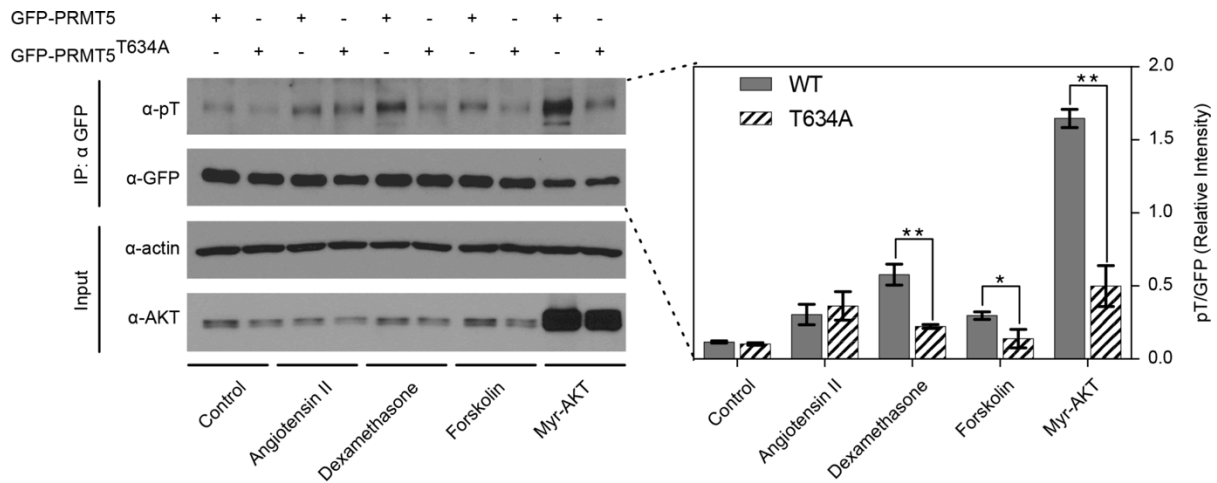 GFP-PRMT5 + - + - + - + - + -
GFP-PRMT5T634A - + - + - + - + - +
IP: α GFP
α-pT
α-GFP
Input
α-actin
α-AKT
Control
Angiotensin II
Dexamethasone
Forskolin
Myr-AKT
WT
T634A
**
*
**
2.0
1.5
1.0
0.5
0.0
pT/GFP (Relative Intensity)
Control
Angiotensin II
Dexamethasone
Forskolin
Myr-AKT